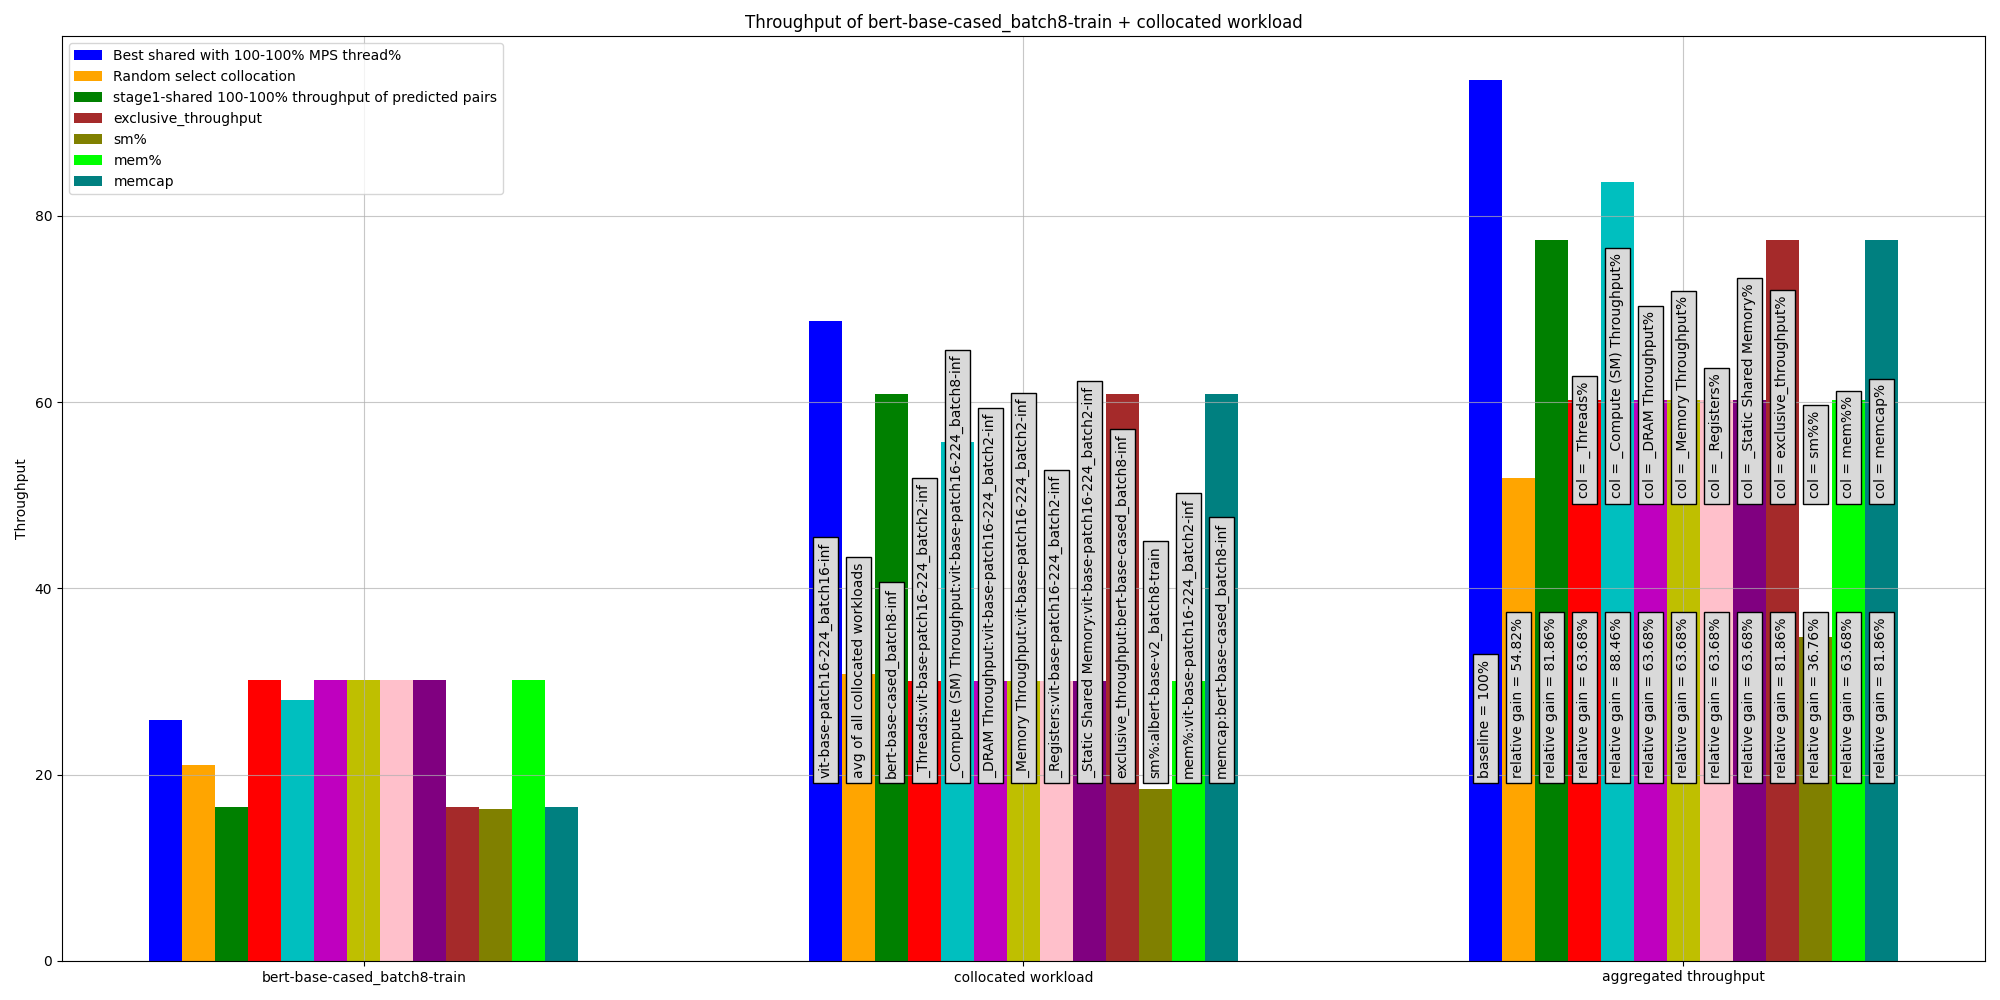 Throughput of bert-base-cased_batch8-train + collocated workload
Best shared with 100-100% MPS thread%
Random select collocation
stage1-shared 100-100% throughput of predicted pairs
exclusive_throughput
sm%
mem%
memcap
Throughput
80
60
40
20
0
vit-base-patch16-224_batch16-inf
avg of all collocated workloads
bert-base-cased_batch8-inf
_Threads:vit-base-patch16-224_batch2-inf
_Compute (SM) Throughput:vit-base-patch16-224_batch8-inf
_DRAM Throughput:vit-base-patch16-224_batch2-inf
_Memory Throughput:vit-base-patch16-224_batch2-inf
_Registers:vit-base-patch16-224_batch2-inf
_Static Shared Memory:vit-base-patch16-224_batch2-inf
exclusive_throughput:bert-base-cased_batch8-inf
sm%:albert-base-v2_batch8-train
mem%:vit-base-patch16-224_batch2-inf
memcap:bert-base-cased_batch8-inf
col = _Threads%
col = _Compute (SM) Throughput%
col = _DRAM Throughput%
col = _Memory Throughput%
col = _Registers%
col = _Static Shared Memory%
col = exclusive_throughput%
col = sm%%
col = mem%%
col = memcap%
baseline = 100%
relative gain = 54.82%
relative gain = 81.86%
relative gain = 63.68%
relative gain = 88.46%
relative gain = 63.68%
relative gain = 63.68%
relative gain = 63.68%
relative gain = 63.68%
relative gain = 81.86%
relative gain = 36.76%
relative gain = 63.68%
relative gain = 81.86%
bert-base-cased_batch8-train
collocated workload
aggregated throughput